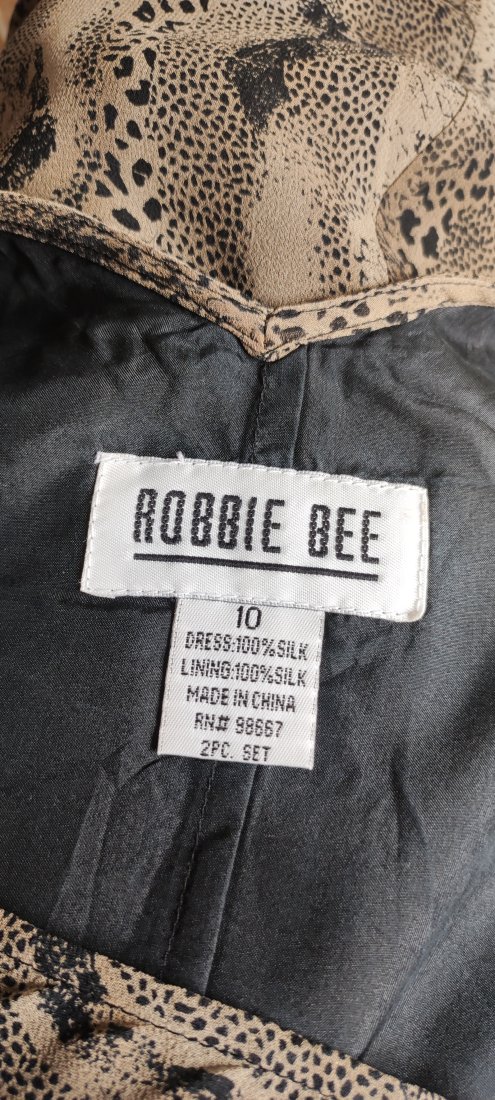 ROBBIE BEE
10
DRESS:100%SILK
LINING:100%SILK
MADE IN CHINA
RN# 98667
2PC. SET